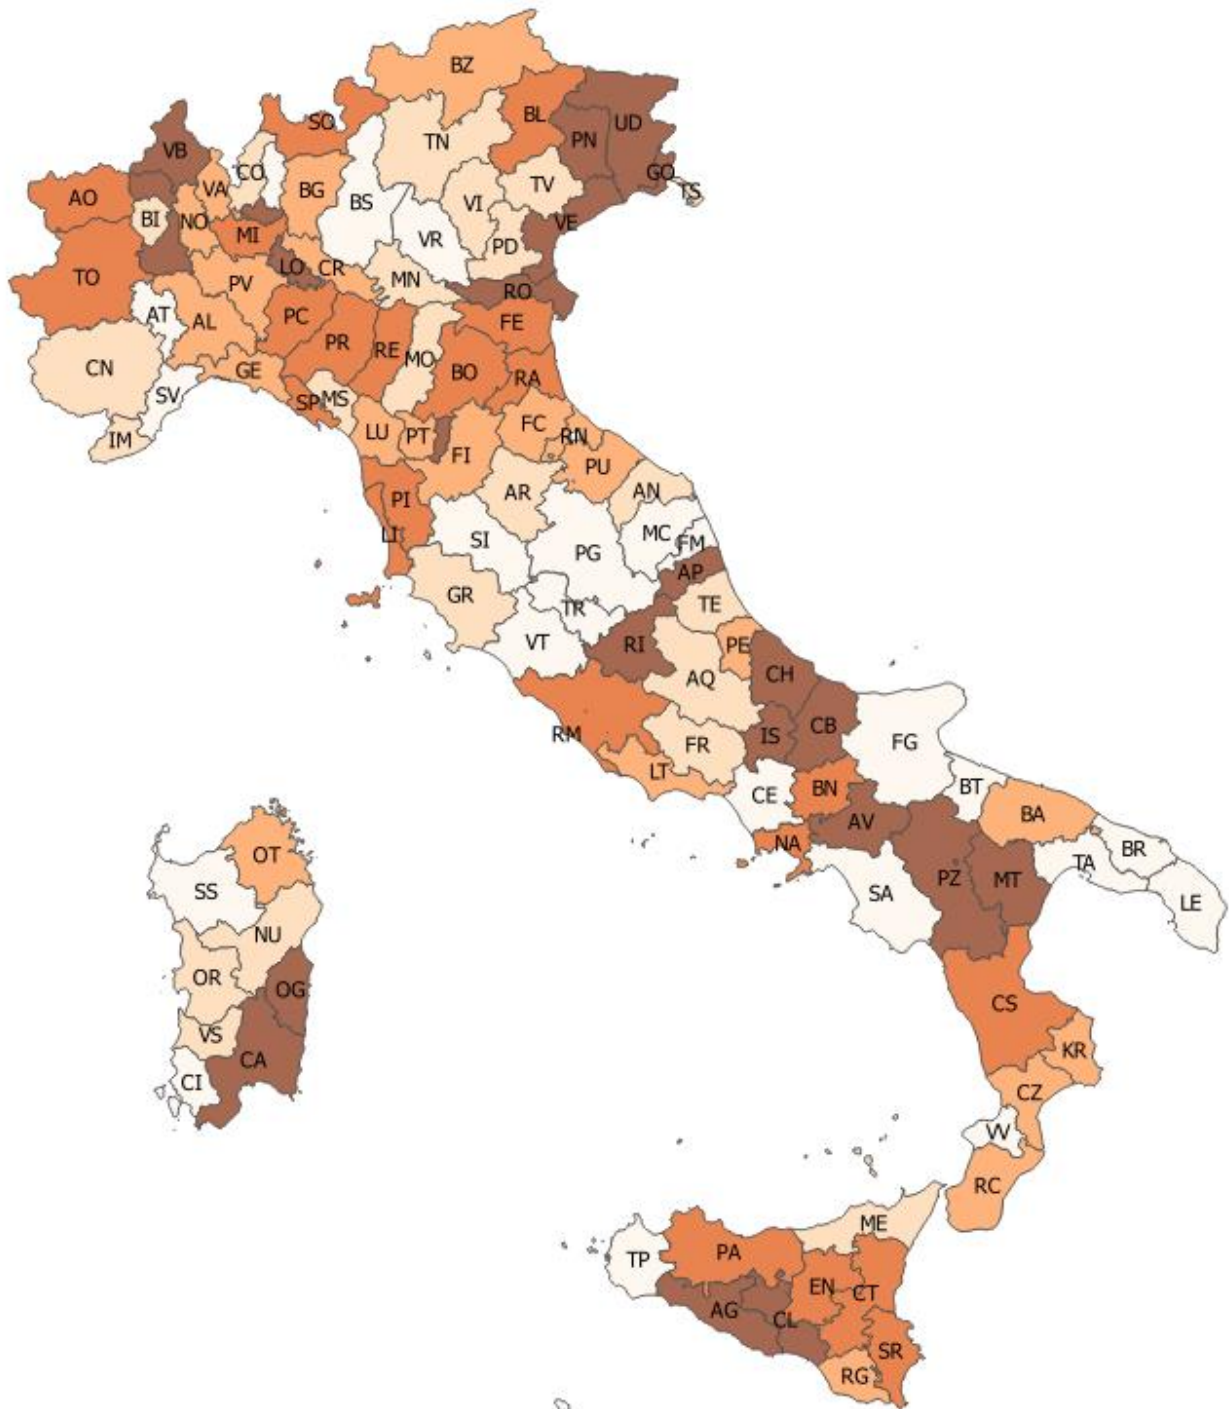 BZ
SO
BL
UD
PN
TN
VB
GO
CO
VA
BG
TV
TS
AO
BS
VI
BI
NO
VE
MI
VR
PD
LO
CR
TO
PV
MN
RO
AT
AL
PC
FE
PR
RE
MO
CN
GE
BO
RA
SV
SP
MS
IM
LU
PT
FC
RN
FI
PU
AR
AN
PI
LI
SI
MC
FM
PG
AP
GR
TR
TE
VT
RI
PE
CH
AQ
RM
IS
CB
FR
FG
LT
CE
BN
BT
BA
AV
NA
OT
BR
TA
SS
PZ
MT
SA
LE
NU
OR
OG
CS
VS
CA
KR
CI
CZ
VV
RC
ME
TP
PA
EN
CT
AG
CL
SR
RG